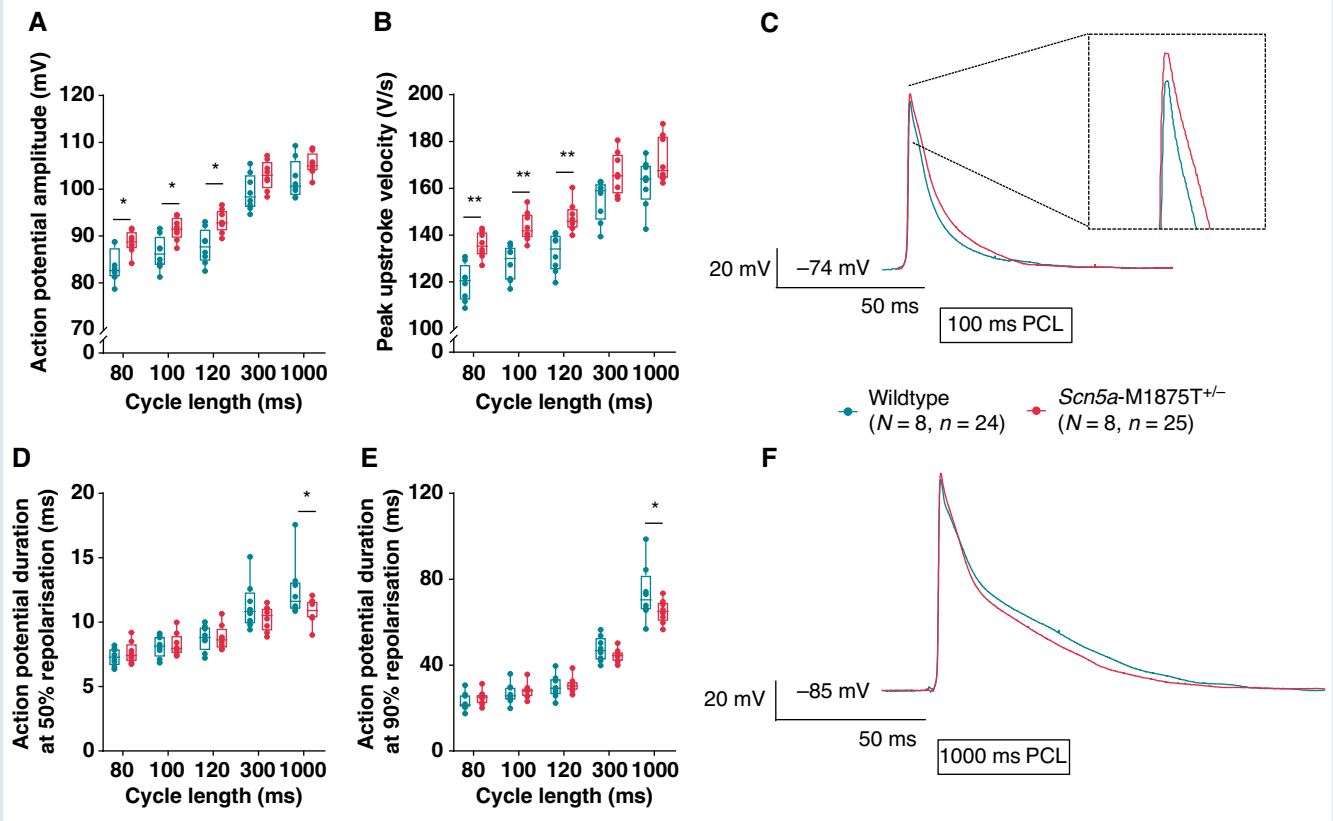 A
Action potential amplitude (mV)
120
110
100
90
80
70
0
*
*
*
80 100 120 300 1000
Cycle length (ms)
B
Peak upstroke velocity (V/s)
200
180
160
140
120
100
0
**
**
**
80 100 120 300 1000
Cycle length (ms)
C
20 mV
–74 mV
50 ms
100 ms PCL
Wildtype
(N = 8, n = 24)
Scn5a-M1875T+/–
(N = 8, n = 25)
D
Action potential duration
at 50% repolarisation (ms)
20
15
10
5
0
*
80 100 120 300 1000
Cycle length (ms)
E
Action potential duration
at 90% repolarisation (ms)
120
80
40
0
*
80 100 120 300 1000
Cycle length (ms)
F
20 mV
–85 mV
50 ms
1000 ms PCL